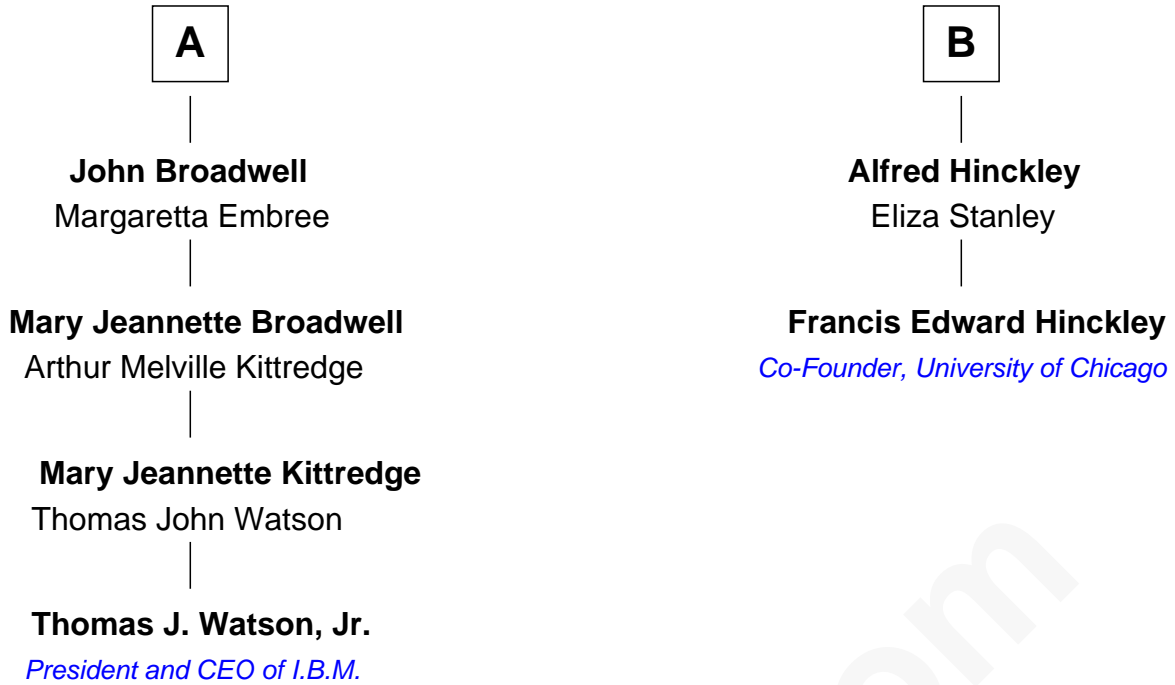 A
John Broadwell
Margaretta Embree
Mary Jeannette Broadwell
Arthur Melville Kittredge
Mary Jeannette Kittredge
Thomas John Watson
Thomas J. Watson, Jr.
President and CEO of I.B.M.
B
Alfred Hinckley
Eliza Stanley
Francis Edward Hinckley
Co-Founder, University of Chicago
om